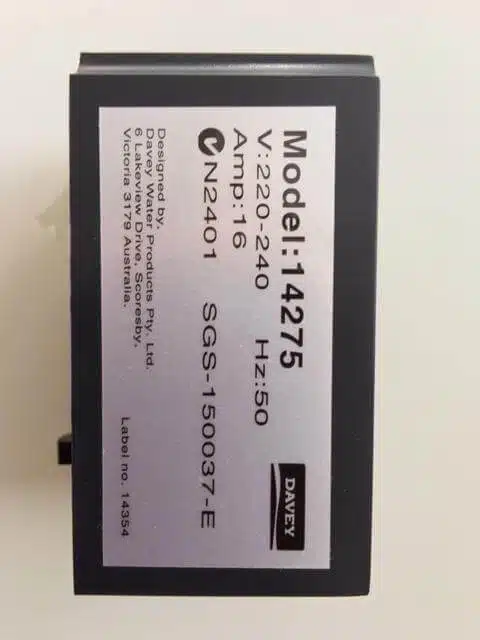 Model:14275
DAVEY
V:220-240 Hz:50
Amp:16
N2401 SGS-150037-E
Designed by,
Davey Water Products Pty. Ltd.
6 Lakeview Drive, Scoresby,
Victoria 3179 Australia.
Label no. 14354